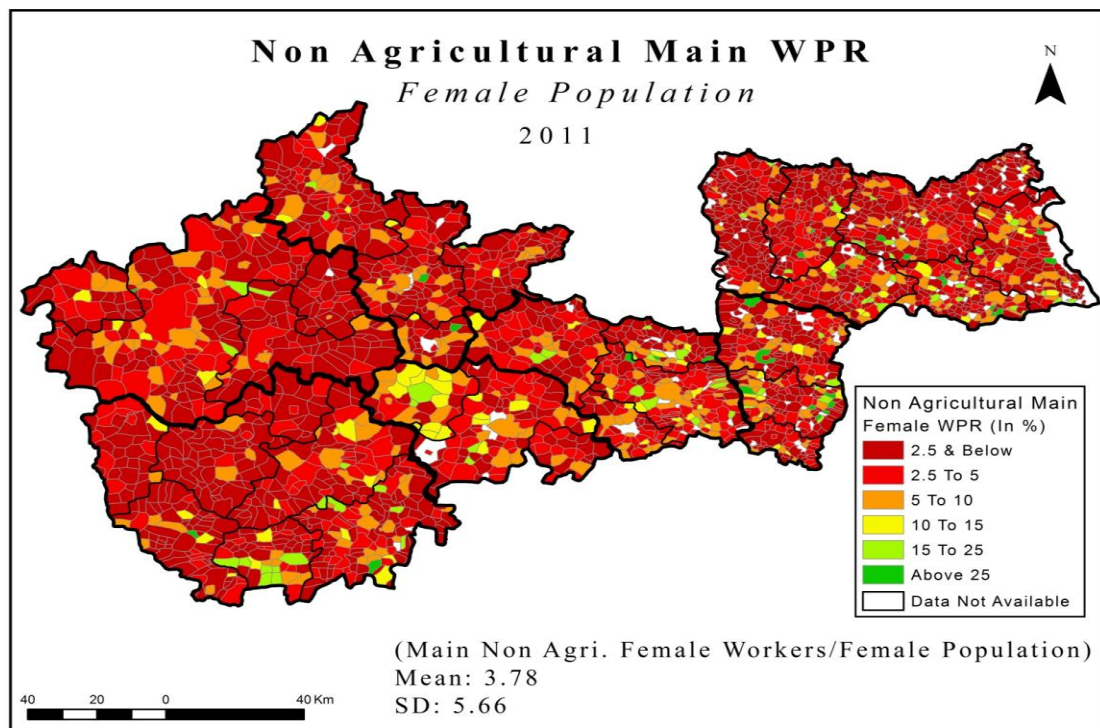 Non Agricultural Main WPR
Female Population
2011
N
Non Agricultural Main
Female WPR (In %)
2.5 & Below
2.5 To 5
5 To 10
10 To 15
15 To 25
Above 25
Data Not Available
(Main Non Agri. Female Workers/Female Population)
Mean: 3.78
SD: 5.66
40 20 0 40 Km